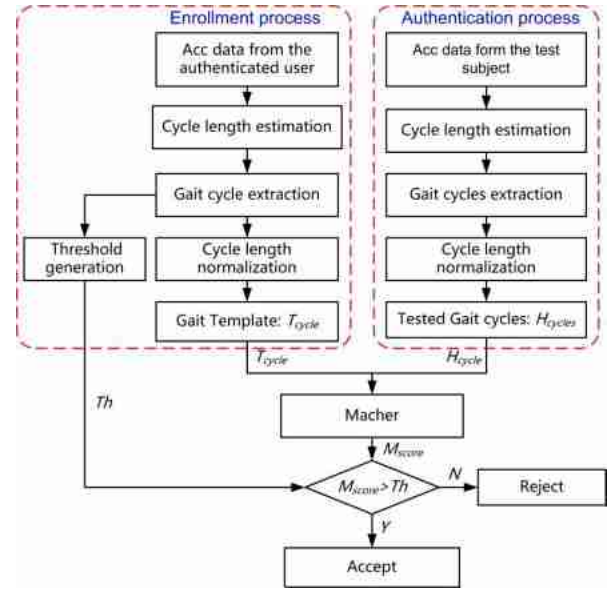 Enrollment process
Acc data from the
authenticated user
Cycle length estimation
Gait cycle extraction
Threshold
generation
Cycle length
normalization
Gait Template: Tcycle
Authentication process
Acc data form the test
subject
Cycle length estimation
Gait cycles extraction
Cycle length
normalization
Tested Gait cycles: Hcycles
Tcycle
Hcycle
Th
Macher
Mscore
Mscore>Th
N
Reject
Y
Accept